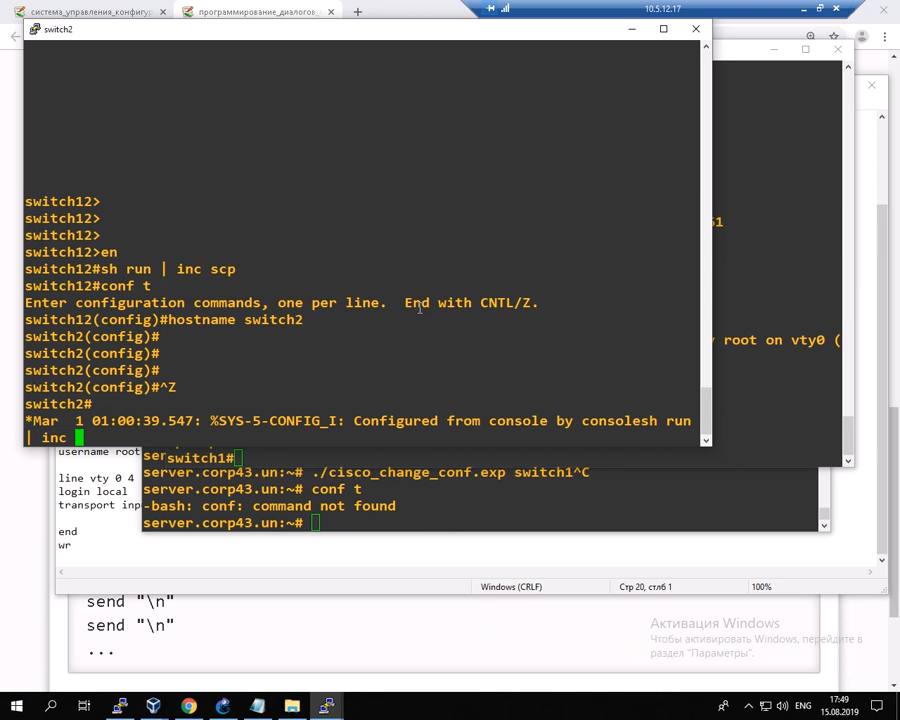 система_управления_конфигур
программирование_диалогов_
10.5.12.17
switch2
switch12>
switch12>
switch12>
switch12>en
switch12#sh run | inc scp
switch12#conf t
Enter configuration commands, one per line.  End with CNTL/Z.
switch12(config)#hostname switch2
switch2(config)#
switch2(config)#
switch2(config)#
switch2(config)#^Z
switch2#
*Mar  1 01:00:39.547: %SYS-5-CONFIG_I: Configured from console by consolesh run
| inc
root on vty0 (
username root
line vty 0 4
login local
transport inp
end
wr
switch1#
server.corp43.un:~# ./cisco_change_conf.exp switch1^C
server.corp43.un:~# conf t
-bash: conf: command not found
server.corp43.un:~#
Windows (CRLF)
Стр 20, стлб 1
100%
send "\n"
send "\n"
...
Активация Windows
Чтобы активировать Windows, перейдите в
раздел "Параметры".
ENG
17:49
15.08.2019